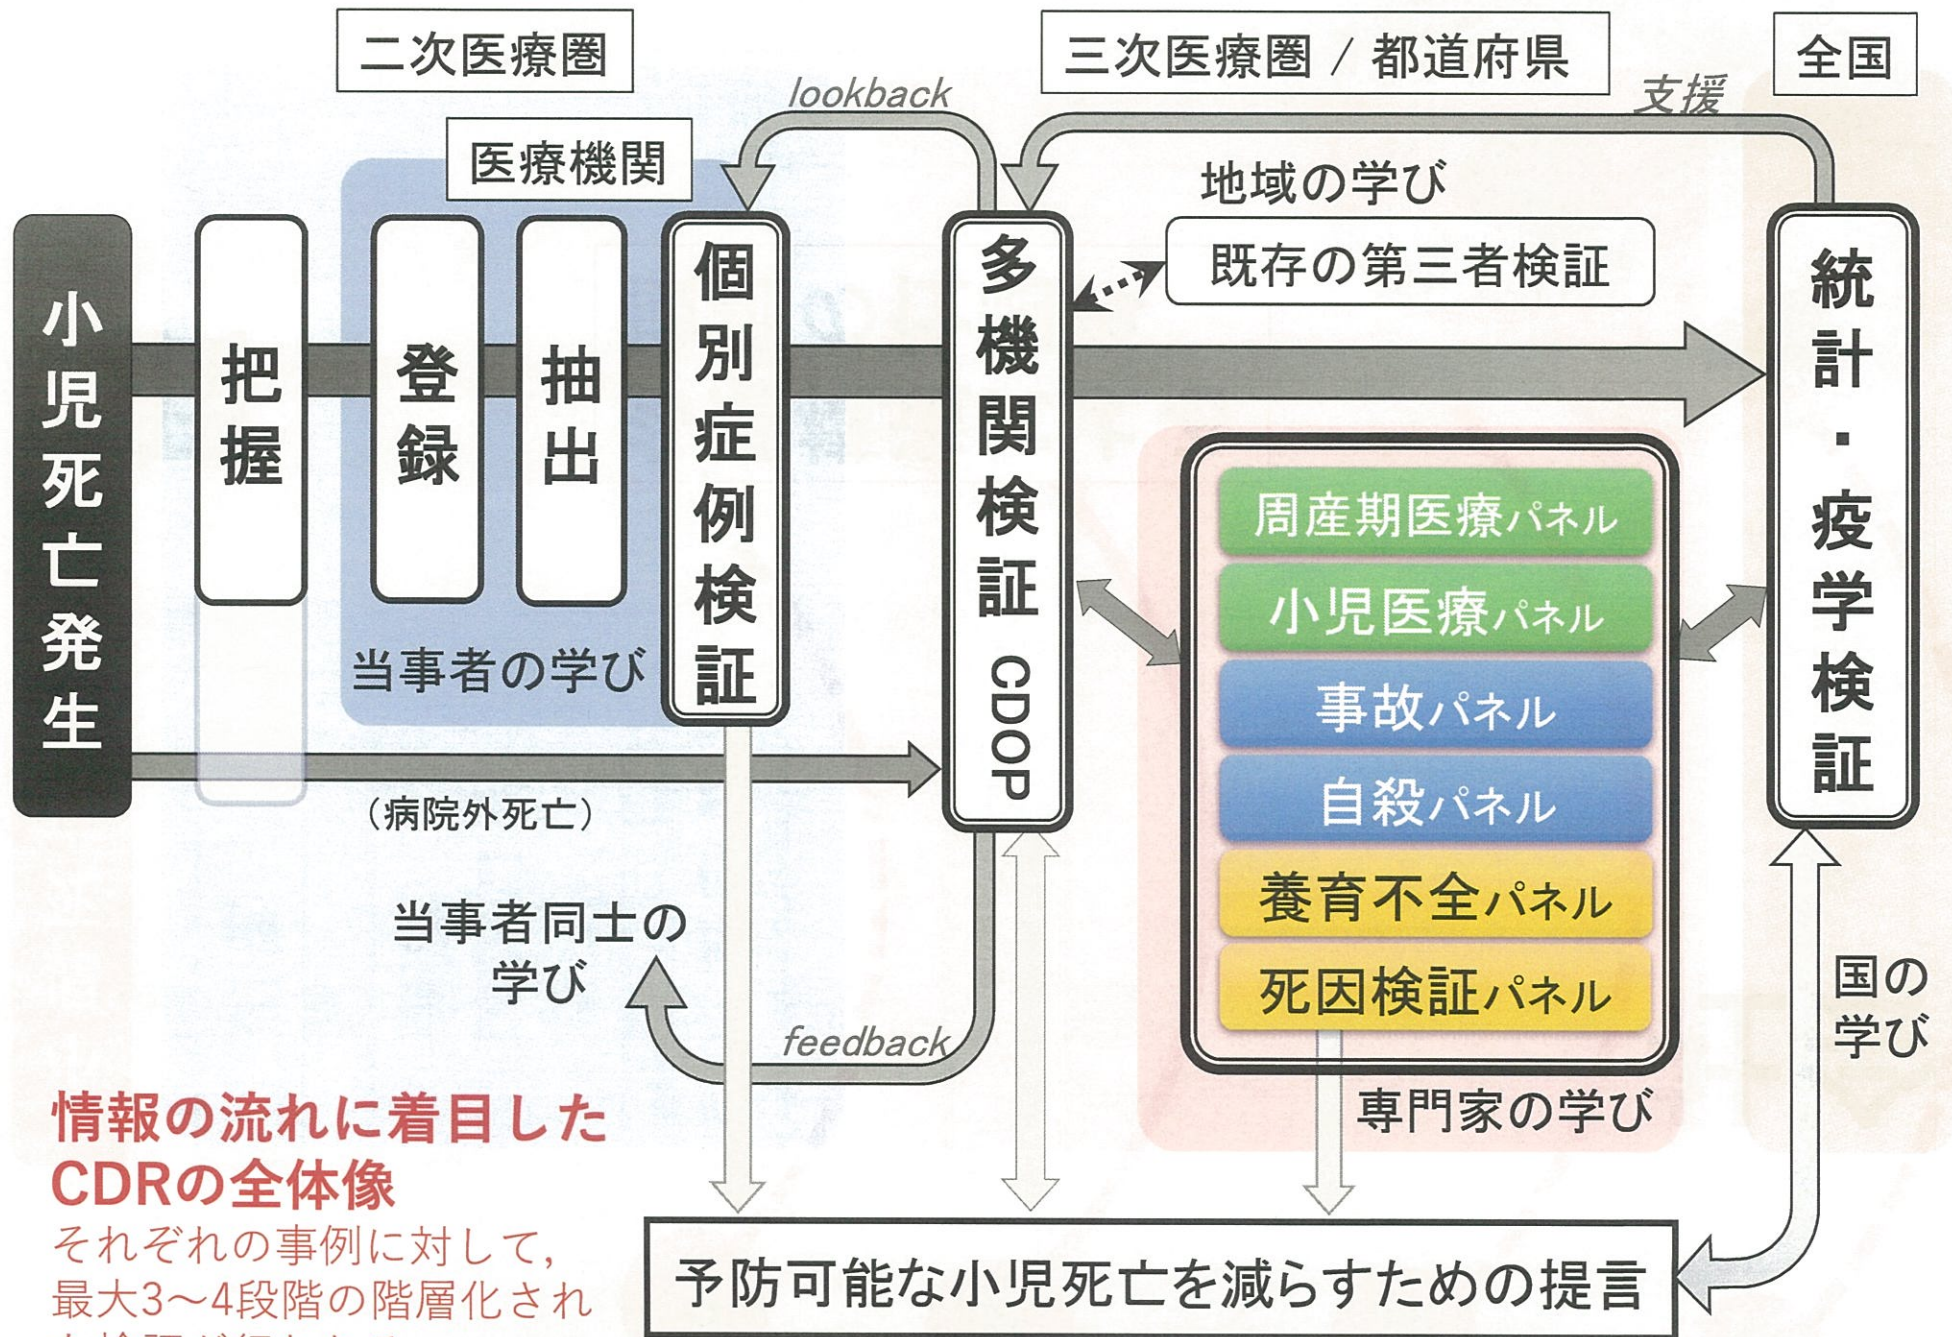 二次医療圏
三次医療圏 / 都道府県
全国
lookback
支援
医療機関
地域の学び
既存の第三者検証
小児死亡発生
把握
登録
抽出
個別症例検証
多機関検証 CDOP
統計・疫学検証
周産期医療パネル
小児医療パネル
事故パネル
自殺パネル
養育不全パネル
死因検証パネル
当事者の学び
(病院外死亡)
当事者同士の
学び
feedback
専門家の学び
国の
学び
情報の流れに着目した
CDRの全体像
それぞれの事例に対して,
最大3〜4段階の階層化され
予防可能な小児死亡を減らすための提言